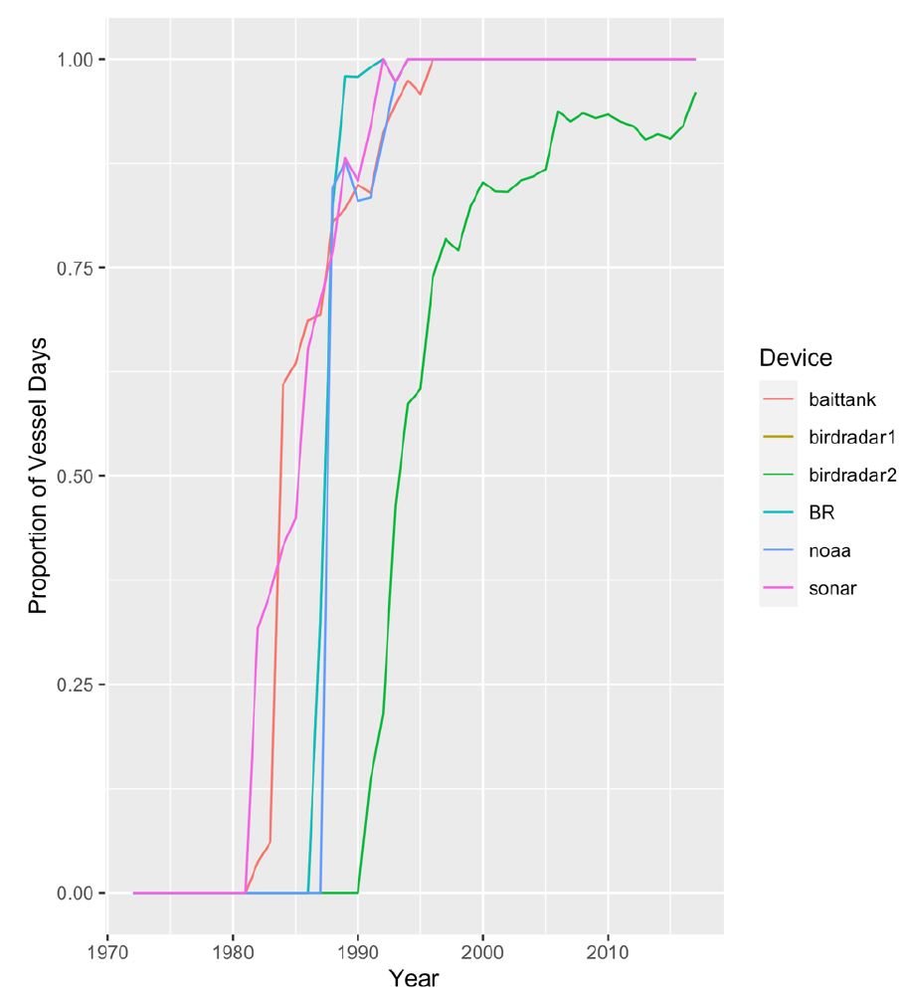 1.00
0.75
0.50
0.25
0.00
Proportion of Vessel Days
1970 1980 1990 2000 2010
Year
Device
baittank
birdradar1
birdradar2
BR
noaa
sonar